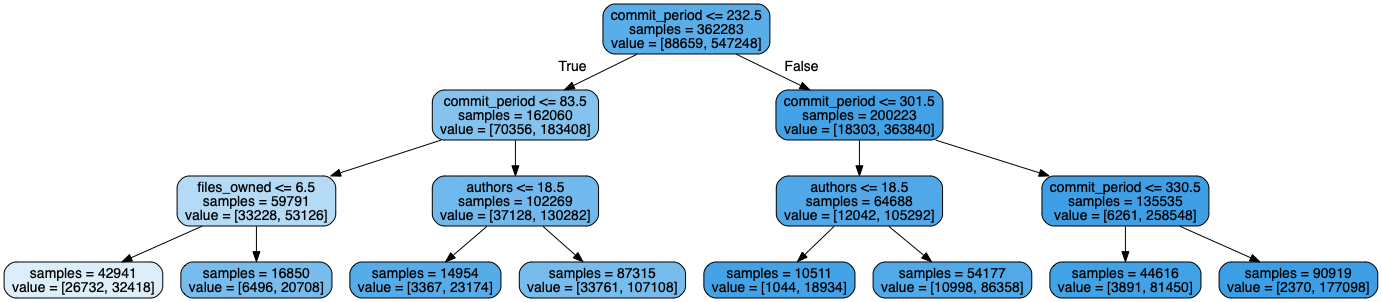 commit_period <= 232.5
samples = 362283
value = [88659, 547248]
True
False
commit_period <= 83.5
samples = 162060
value = [70356, 183408]
commit_period <= 301.5
samples = 200223
value = [18303, 363840]
files_owned <= 6.5
samples = 59791
value = [33228, 53126]
authors <= 18.5
samples = 102269
value = [37128, 130282]
authors <= 18.5
samples = 64688
value = [12042, 105292]
commit_period <= 330.5
samples = 135535
value = [6261, 258548]
samples = 42941
value = [26732, 32418]
samples = 16850
value = [6496, 20708]
samples = 14954
value = [3367, 23174]
samples = 87315
value = [33761, 107108]
samples = 10511
value = [1044, 18934]
samples = 54177
value = [10998, 86358]
samples = 44616
value = [3891, 81450]
samples = 90919
value = [2370, 177098]